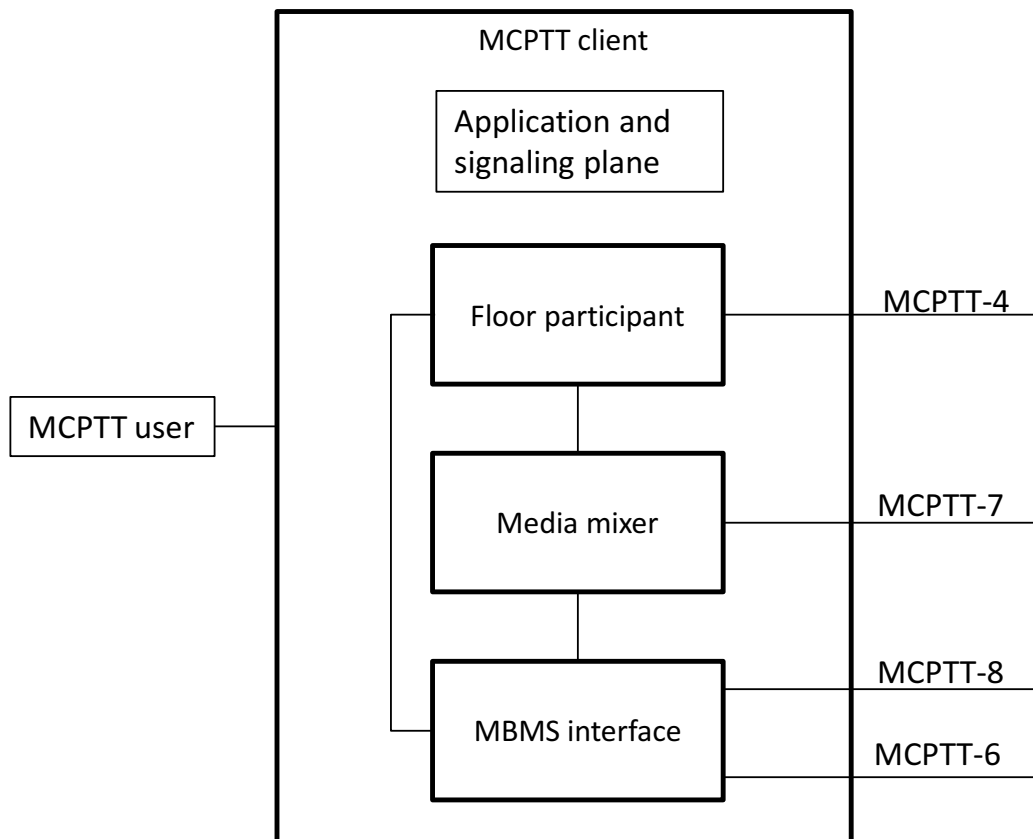 MCPTT client
Application and
signaling plane
Floor participant
MCPTT-4
MCPTT user
Media mixer
MCPTT-7
MCPTT-8
MBMS interface
MCPTT-6